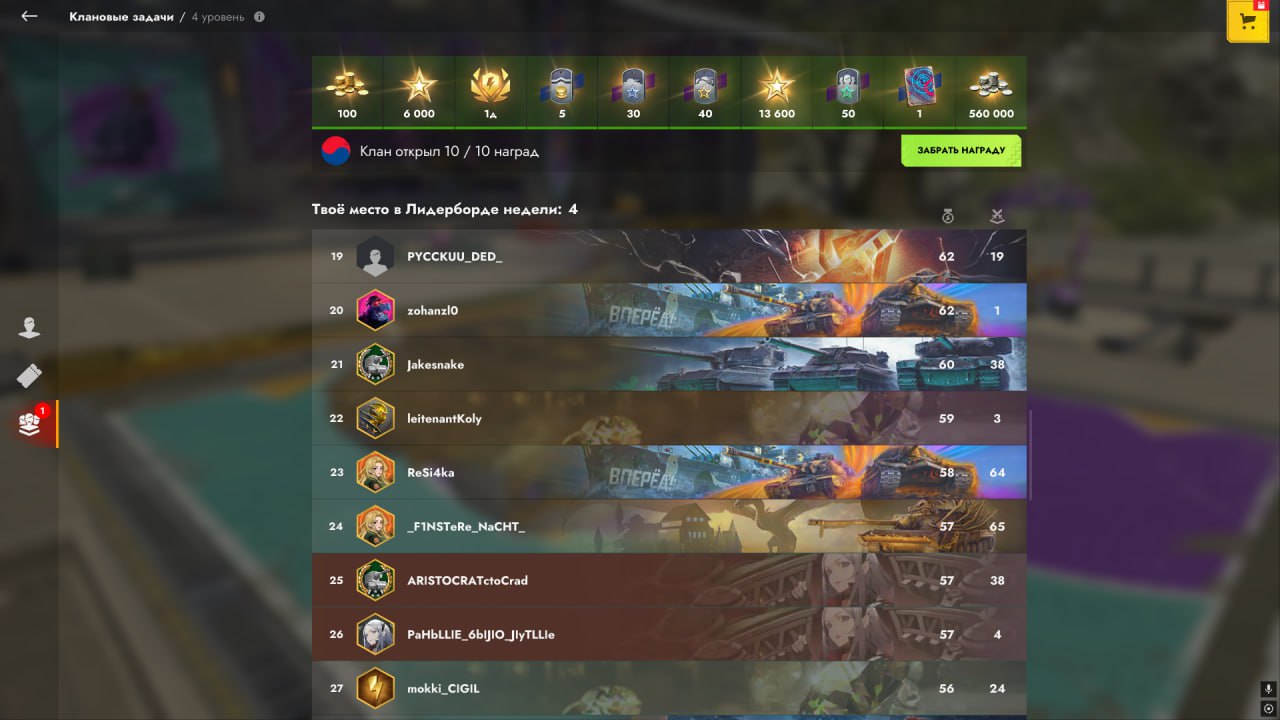 Клановые задачи / 4 уровень
100 6 000 1д 5 30 40 13 600 50 1 560 000
Клан открыл 10 / 10 наград
ЗАБРАТЬ НАГРАДУ
Твоё место в Лидерборде недели: 4
19 PYCCKUU_DED_ 62 19
20 zohanzl0 ВПЕРЁД! 62 1
21 Jakesnake 60 38
22 leitenantKoly 59 3
1
23 ReSi4ka ВПЕРЁД! 58 64
24 _F1NSTeRe_NaCHT_ 57 65
25 ARISTOCRATctoCrad 57 38
26 PaHbLLIE_6blJIO_JIyTLLIe 57 4
27 mokki_CIGIL 56 24